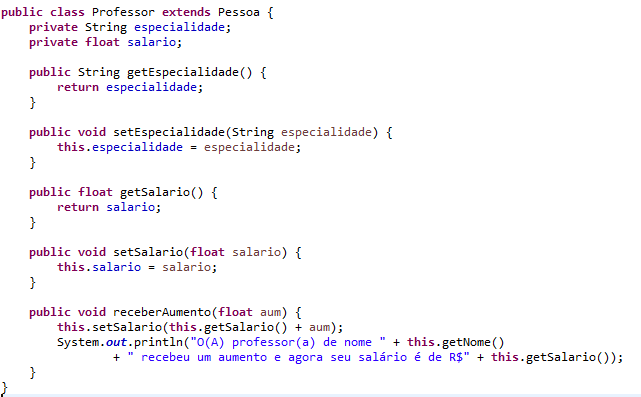 public class Professor extends Pessoa {
    private String especialidade;
    private float salario;

    public String getEspecialidade() {
        return especialidade;
    }

    public void setEspecialidade(String especialidade) {
        this.especialidade = especialidade;
    }

    public float getSalario() {
        return salario;
    }

    public void setSalario(float salario) {
        this.salario = salario;
    }

    public void receberAumento(float aum) {
        this.setSalario(this.getSalario() + aum);
        System.out.println("O(A) professor(a) de nome " + this.getNome()
                + " recebeu um aumento e agora seu salário é de R$" + this.getSalario());
    }
}